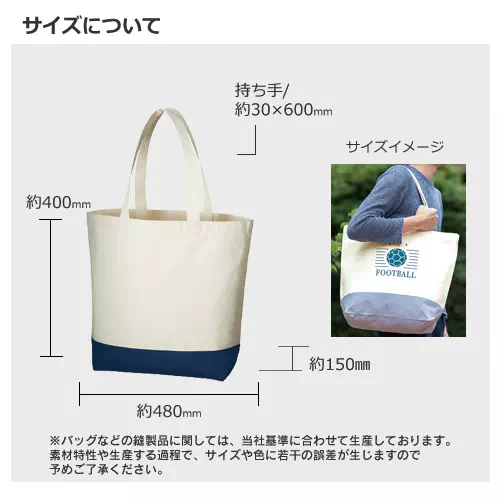 サイズについて
持ち手/
約30×600mm
サイズイメージ
約400mm
FOOTBALL
約150㎜
約480mm
※バッグなどの縫製品に関しては、当社基準に合わせて生産しております。
素材特性や生産する過程で、サイズや色に若干の誤差が生じますので
予めご了承ください。